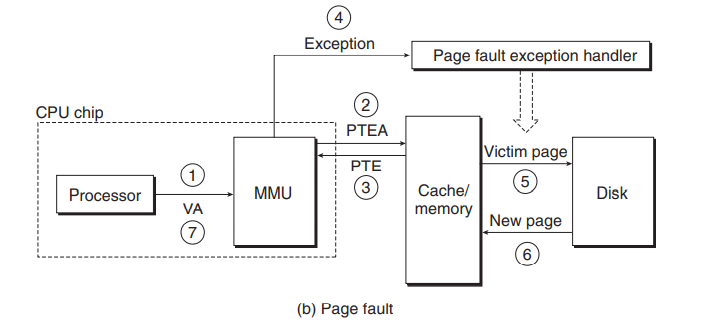 4
Exception
Page fault exception handler
CPU chip
2
PTEA
Processor
1
VA
7
MMU
PTE
3
Cache/
memory
Victim page
5
New page
6
Disk
(b) Page fault